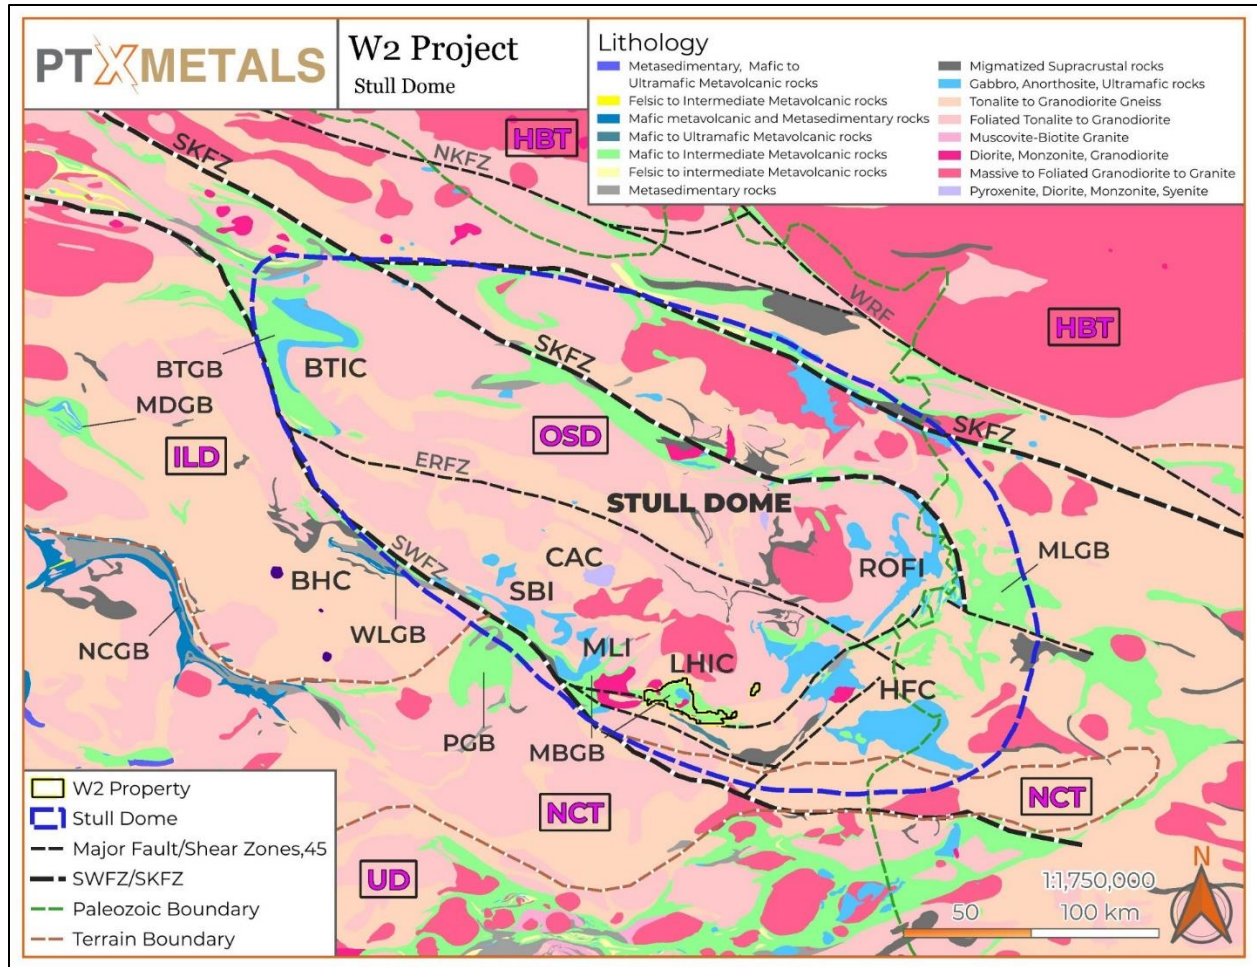 PTXMETALS
W2 Project
Stull Dome
Lithology
Metasedimentary, Mafic to
Ultramafic Metavolcanic rocks
Felsic to Intermediate Metavolcanic rocks
Mafic metavolcanic and Metasedimentary rocks
Mafic to Ultramafic Metavolcanic rocks
Mafic to Intermediate Metavolcanic rocks
Felsic to intermediate Metavolcanic rocks
Metasedimentary rocks
Migmatized Supracrustal rocks
Gabbro, Anorthosite, Ultramafic rocks
Tonalite to Granodiorite Gneiss
Foliated Tonalite to Granodiorite
Muscovite-Biotite Granite
Diorite, Monzonite, Granodiorite
Massive to Foliated Granodiorite to Granite
Pyroxenite, Diorite, Monzonite, Syenite
HBT
SKFZ
NKFZ
WRF
HBT
BTGB
BTIC
SKFZ
MDGB
SKFZ
OSD
ILD
ERFZ
STULL DOME
MLGB
SWFZ
CAC
ROFI
BHC
SBI
WLGB
NCGB
MLI
LHIC
HFC
PGB
MBGB
NCT
NCT
UD
W2 Property
Stull Dome
Major Fault/Shear Zones,45
SWFZ/SKFZ
Paleozoic Boundary
Terrain Boundary
N
1:1,750,000
50 100 km